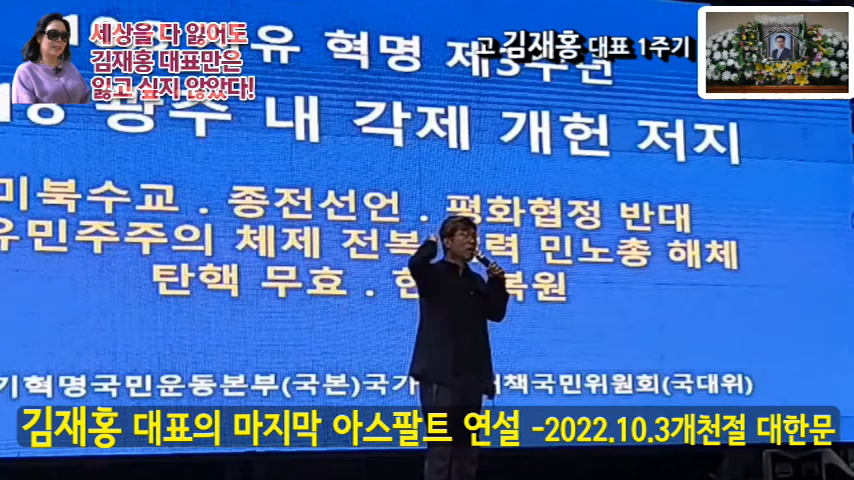 세상을 다 잃어도
김재홍 대표만은
잃고 싶지 않았다!
고 김재홍 대표 1주기
혁명 제3주년
광주 내 각제 개헌 저지
미북수교 . 종전선언 . 평화협정 반대
유민주주의 체제 전복 력 민노총 해체
탄핵 무효 . 복원
기혁명국민운동본부(국본)국가 책국민위원회(국대위)
김재홍 대표의 마지막 아스팔트 연설 -2022.10.3개천절 대한문